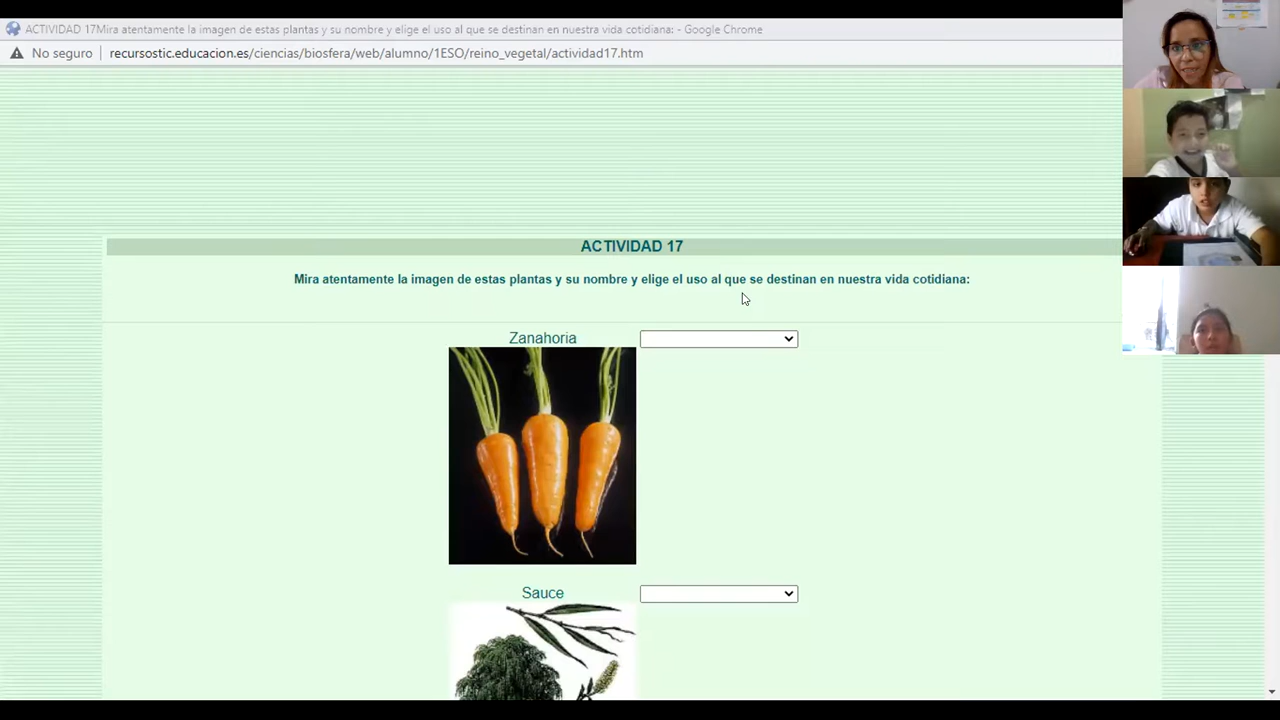 ACTIVIDAD 17Mira atentamente la imagen de estas plantas y su nombre y elige el uso al que se destinan en nuestra vida cotidiana: - Google Chrome
No seguro recursostic.educacion.es/ciencias/biosfera/web/alumno/1ESO/reino_vegetal/actividad17.htm
ACTIVIDAD 17
Mira atentamente la imagen de estas plantas y su nombre y elige el uso al que se destinan en nuestra vida cotidiana:
Zanahoria
Sauce